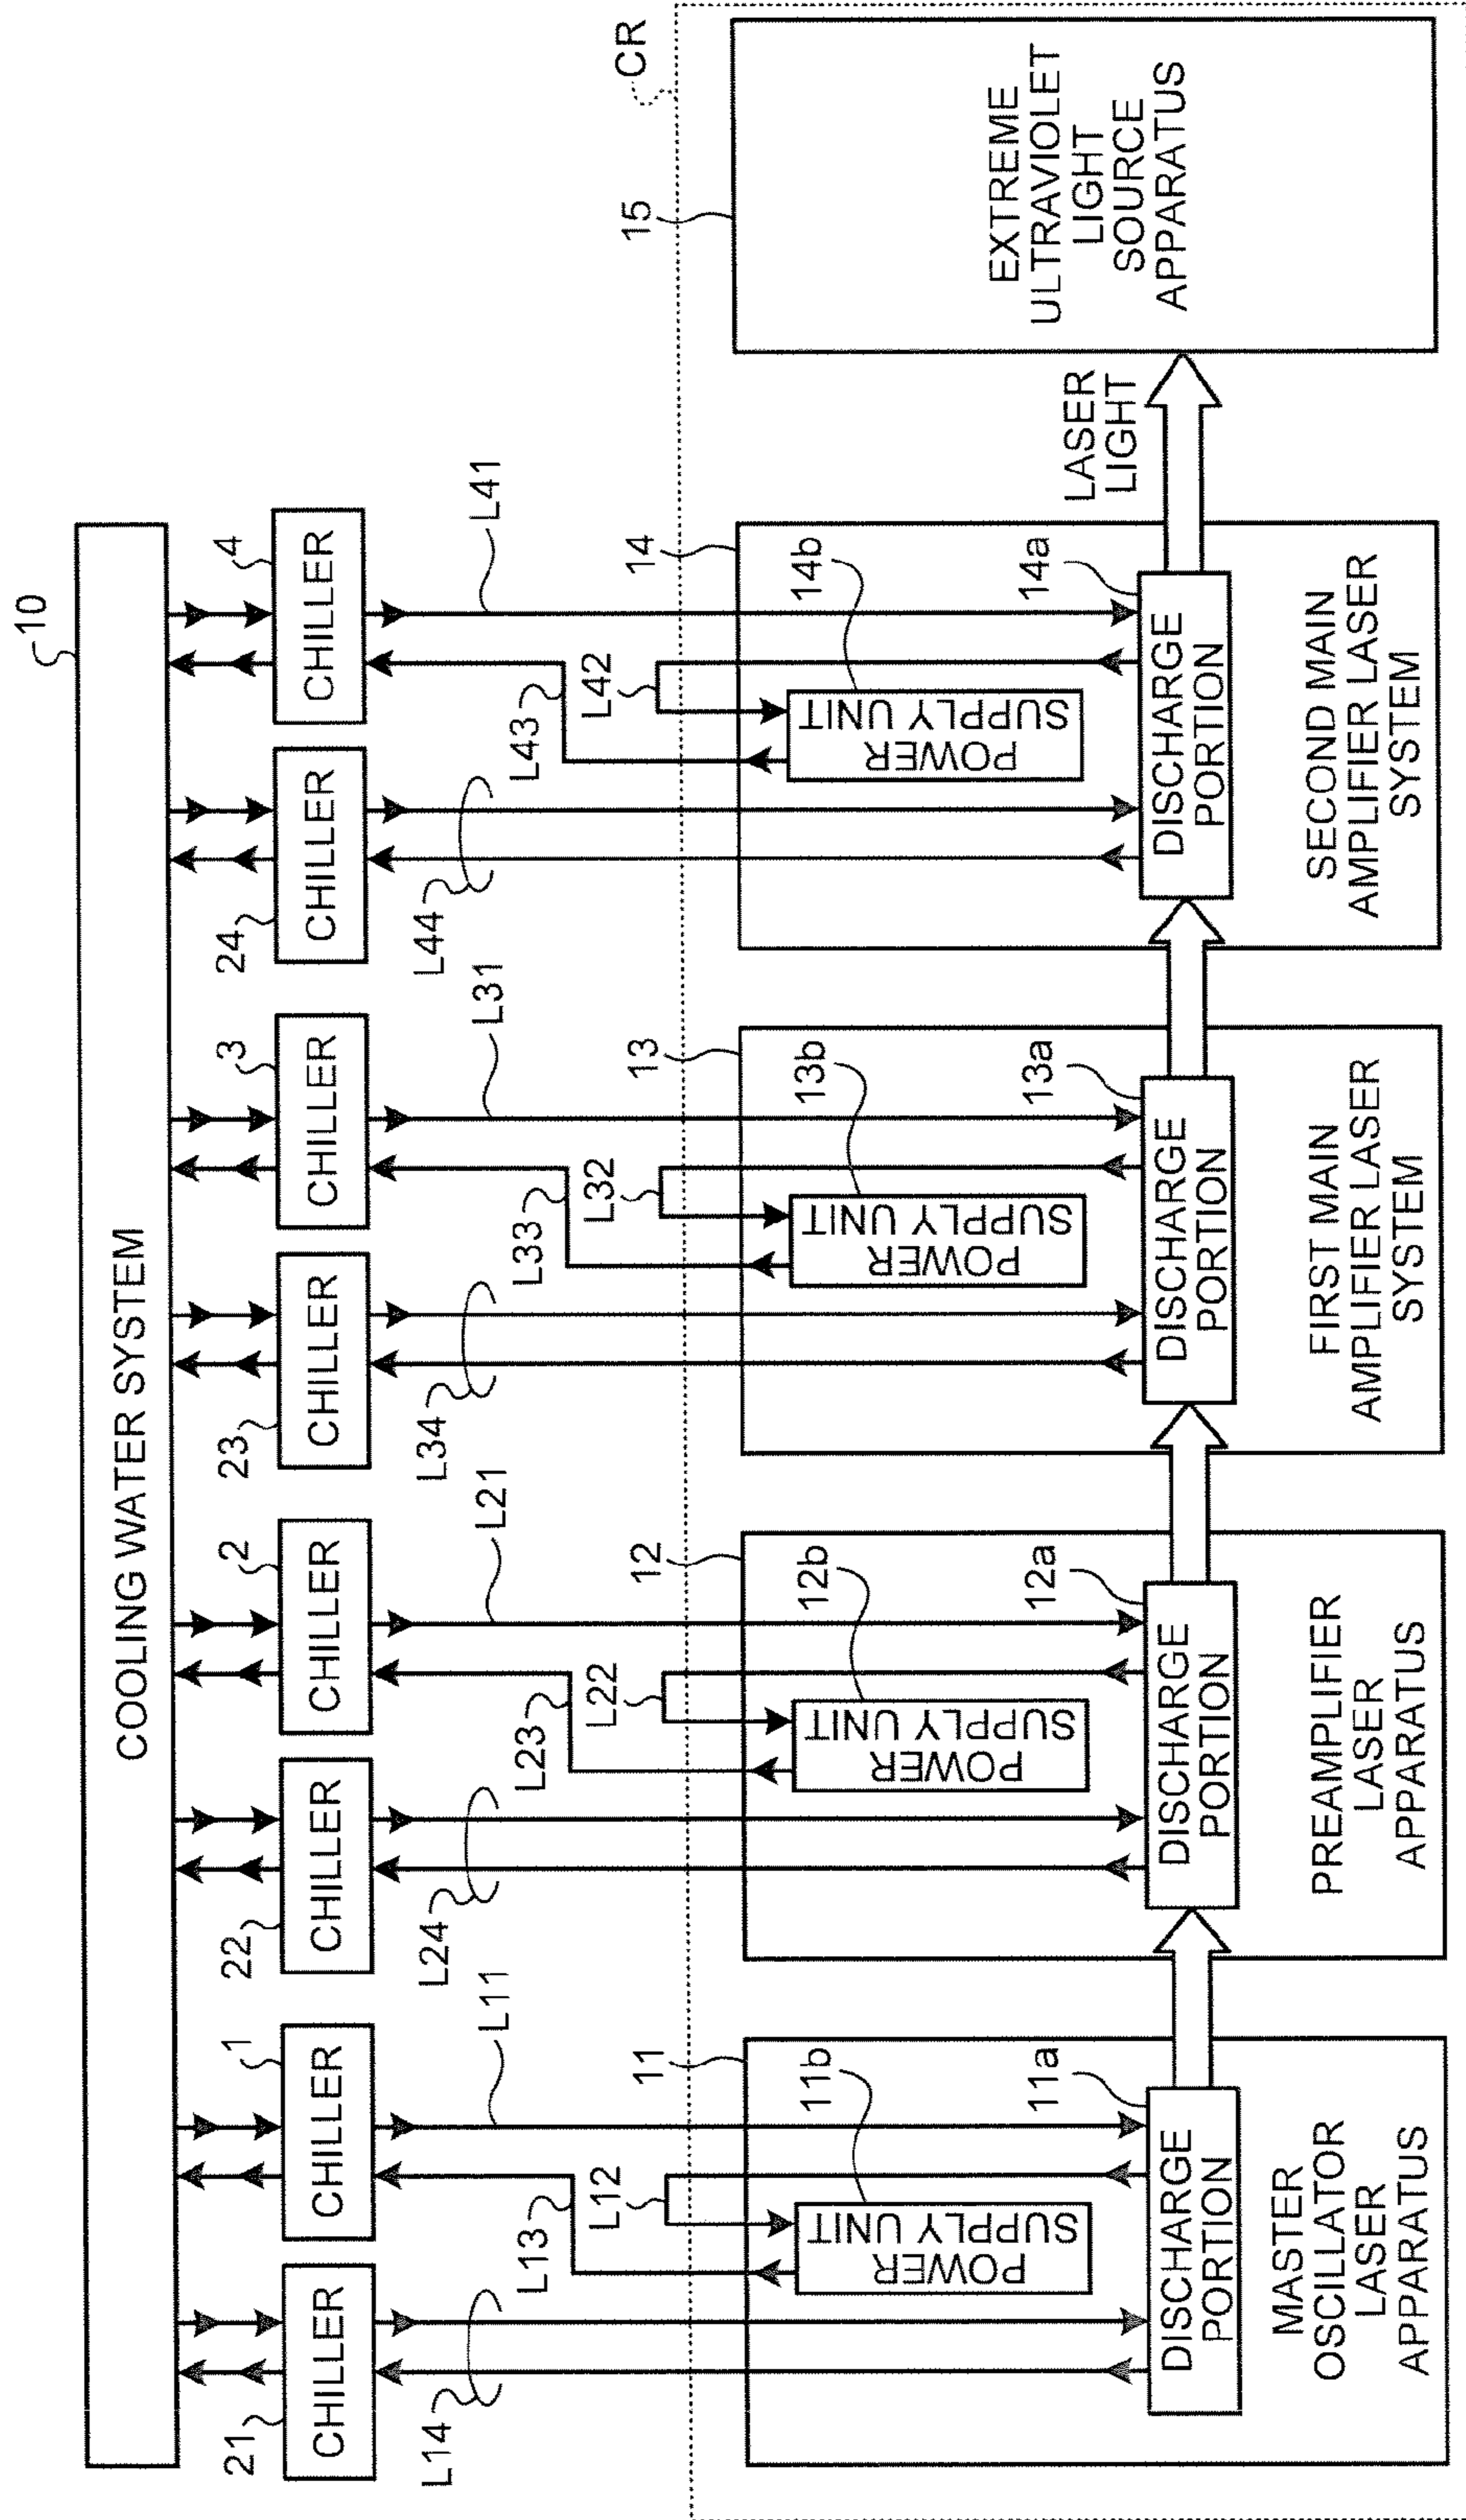 10
COOLING WATER SYSTEM
21
CHILLER
1
CHILLER
22
CHILLER
2
CHILLER
23
CHILLER
3
CHILLER
24
CHILLER
4
CHILLER
L14
L11
L13
L12
L24
L21
L23
L22
L34
L31
L33
L32
L44
L41
L43
L42
CR
11
11b
POWER
SUPPLY UNIT
11a
DISCHARGE
PORTION
MASTER
OSCILLATOR
LASER
APPARATUS
12
12b
POWER
SUPPLY UNIT
12a
DISCHARGE
PORTION
PREAMPLIFIER
LASER
APPARATUS
13
13b
POWER
SUPPLY UNIT
13a
DISCHARGE
PORTION
FIRST MAIN
AMPLIFIER LASER
SYSTEM
14
14b
POWER
SUPPLY UNIT
14a
DISCHARGE
PORTION
SECOND MAIN
AMPLIFIER LASER
SYSTEM
LASER
LIGHT
15
EXTREME
ULTRAVIOLET
LIGHT
SOURCE
APPARATUS